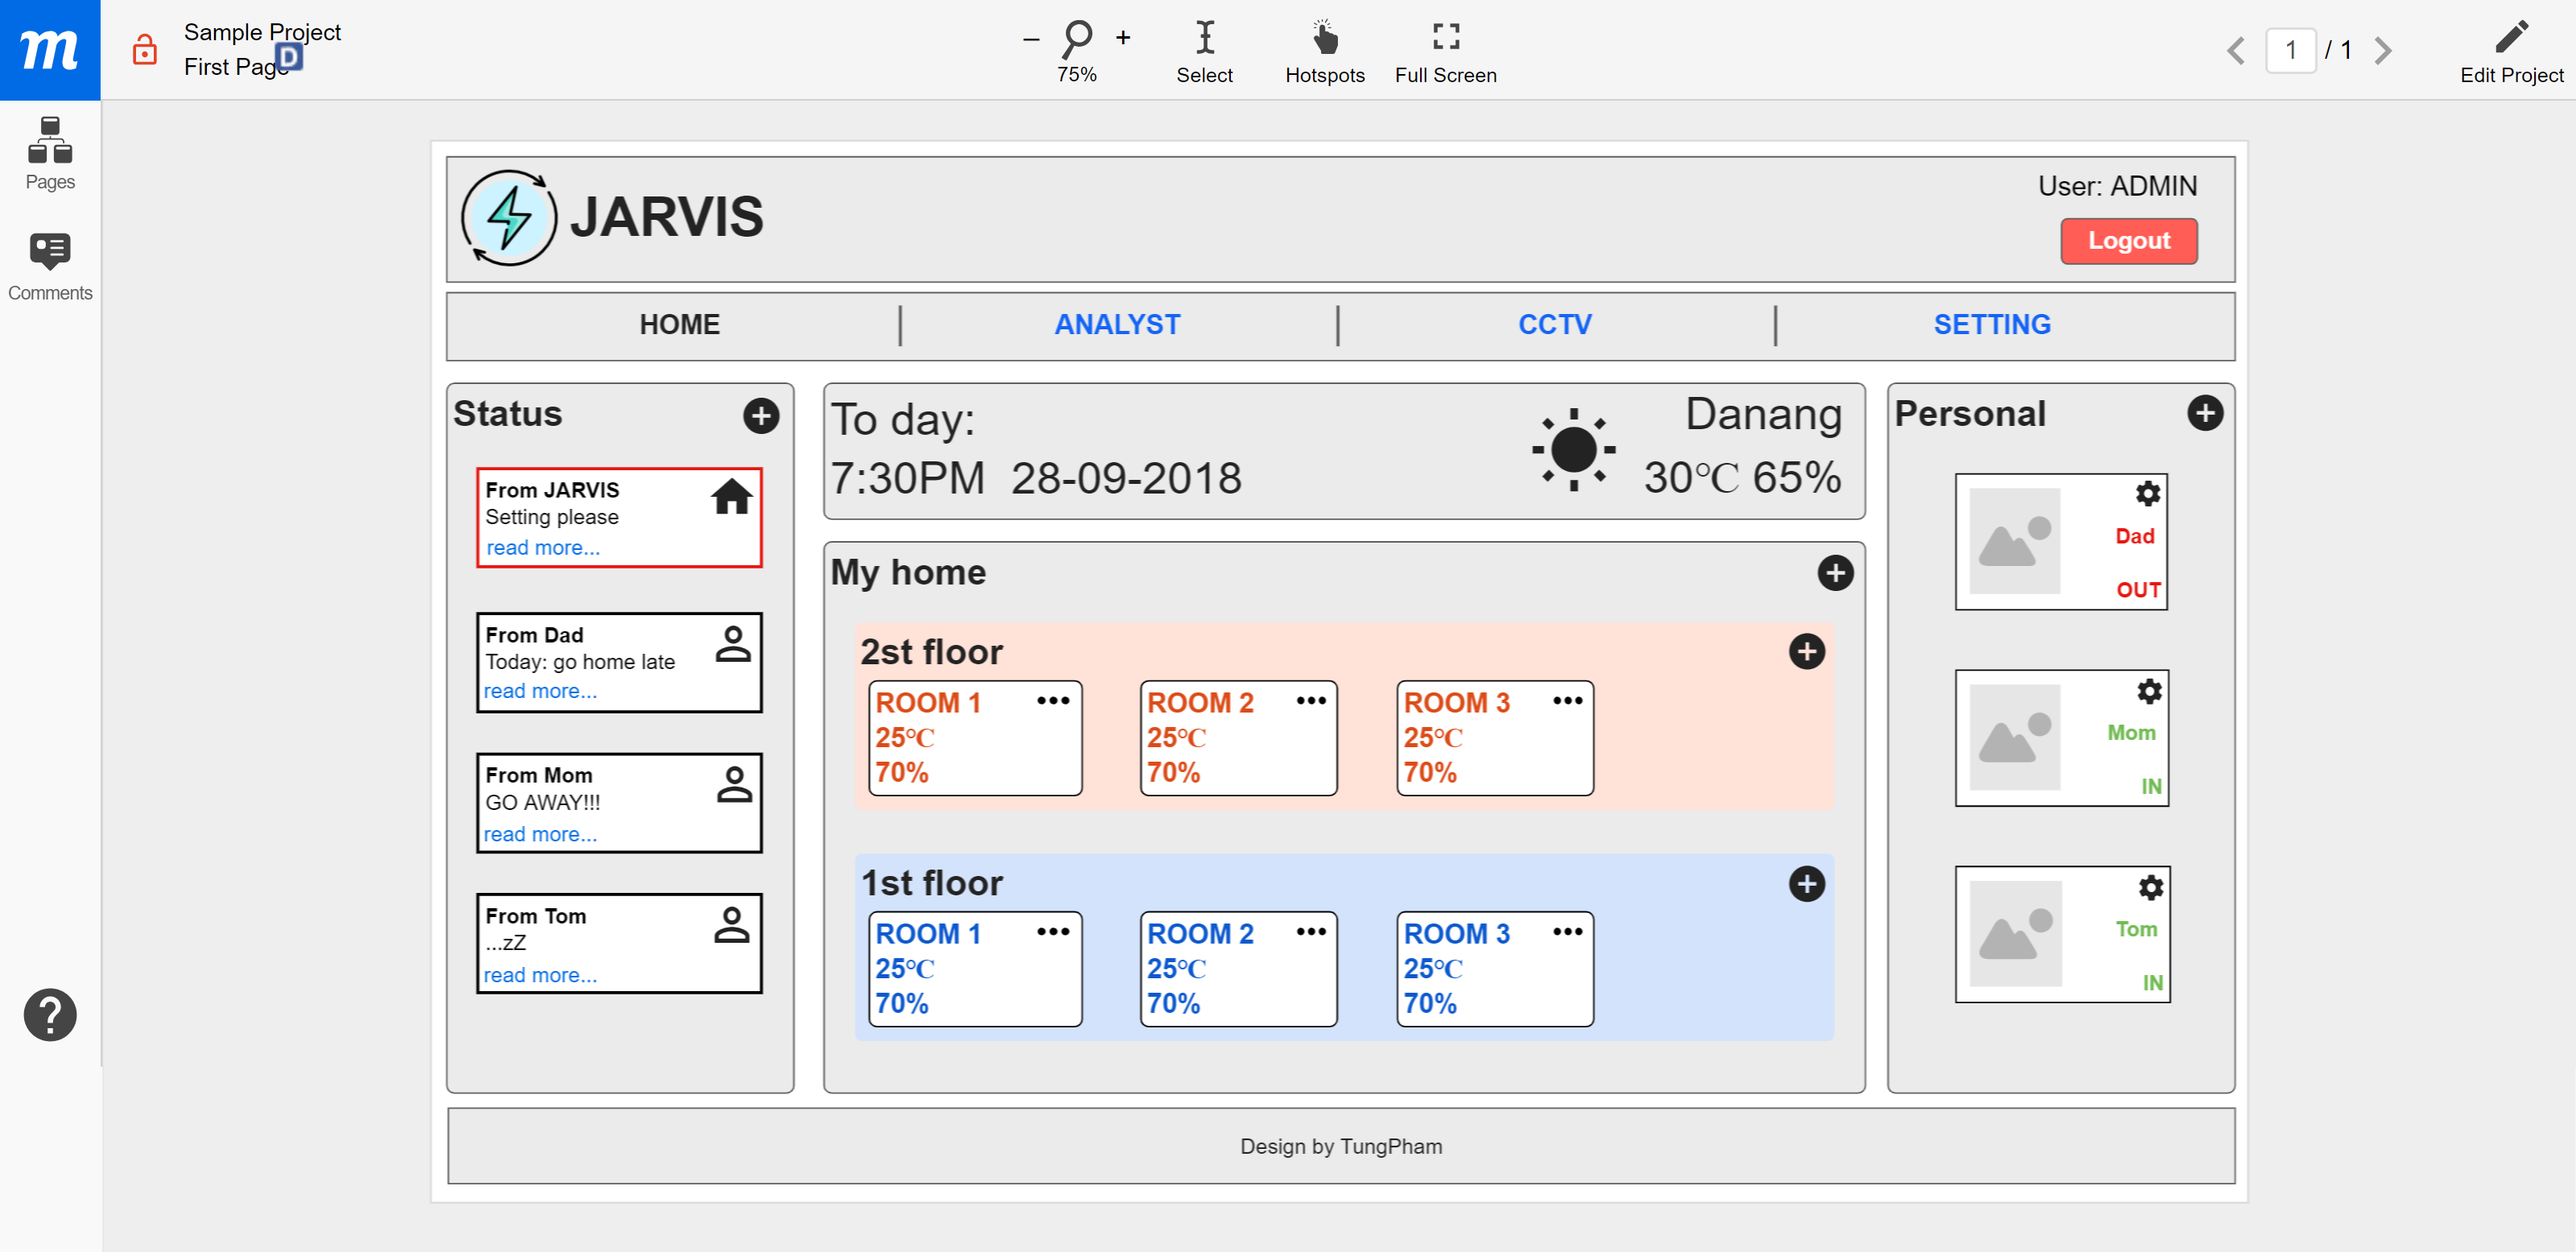 m
Sample Project
First Page
D
75%
Select
Hotspots
Full Screen
1 / 1
Edit Project
Pages
Comments
JARVIS
User: ADMIN
Logout
HOME
ANALYST
CCTV
SETTING
Status
From JARVIS
Setting please
read more...
From Dad
Today: go home late
read more...
From Mom
GO AWAY!!!
read more...
From Tom
...zZ
read more...
To day:
7:30PM 28-09-2018
Danang
30℃ 65%
My home
2st floor
ROOM 1
25℃
70%
ROOM 2
25℃
70%
ROOM 3
25℃
70%
1st floor
ROOM 1
25℃
70%
ROOM 2
25℃
70%
ROOM 3
25℃
70%
Personal
Dad
OUT
Mom
IN
Tom
IN
Design by TungPham